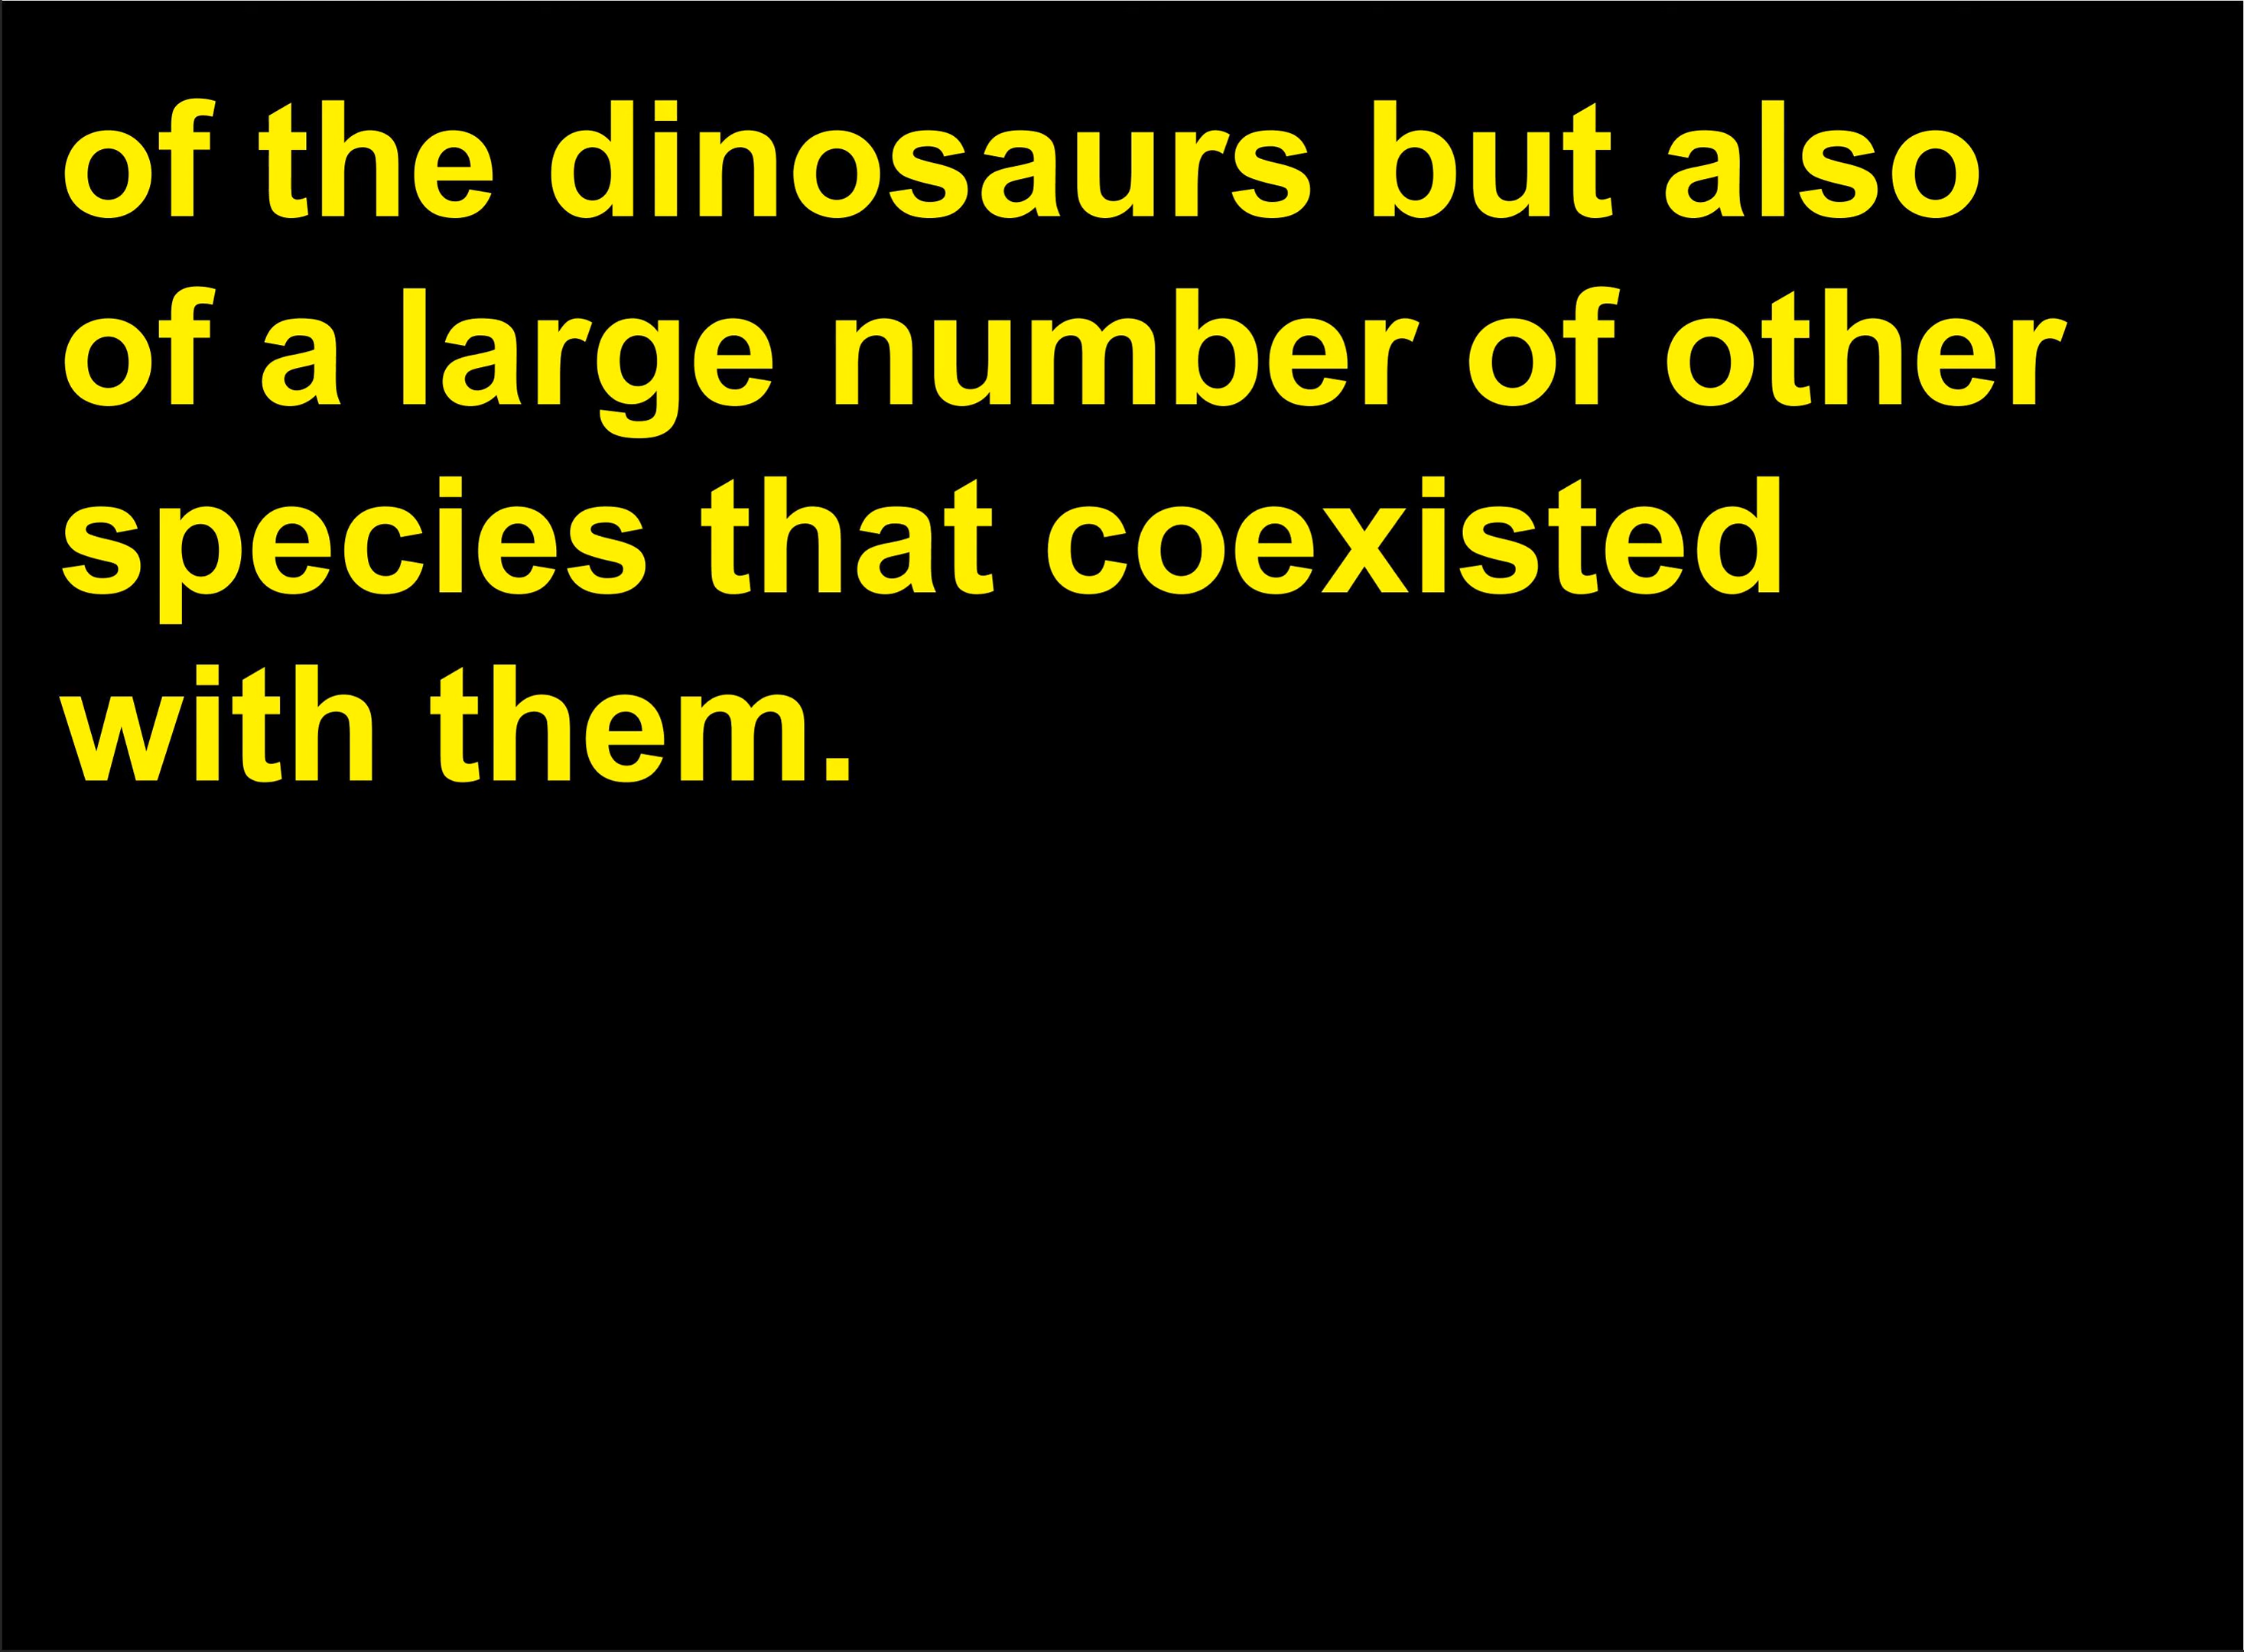 of the dinosaurs but also
of a large number of other
species that coexisted
with them.